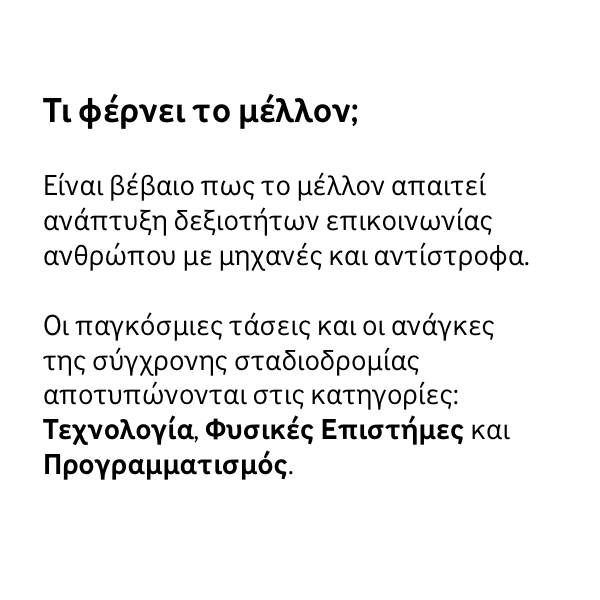 Τι φέρνει το μέλλον;
Είναι βέβαιο πως το μέλλον απαιτεί
ανάπτυξη δεξιοτήτων επικοινωνίας
ανθρώπου με μηχανές και αντίστροφα.
Οι παγκόσμιες τάσεις και οι ανάγκες
της σύγχρονης σταδιοδρομίας
αποτυπώνονται στις κατηγορίες:
Τεχνολογία, Φυσικές Επιστήμες και
Προγραμματισμός.